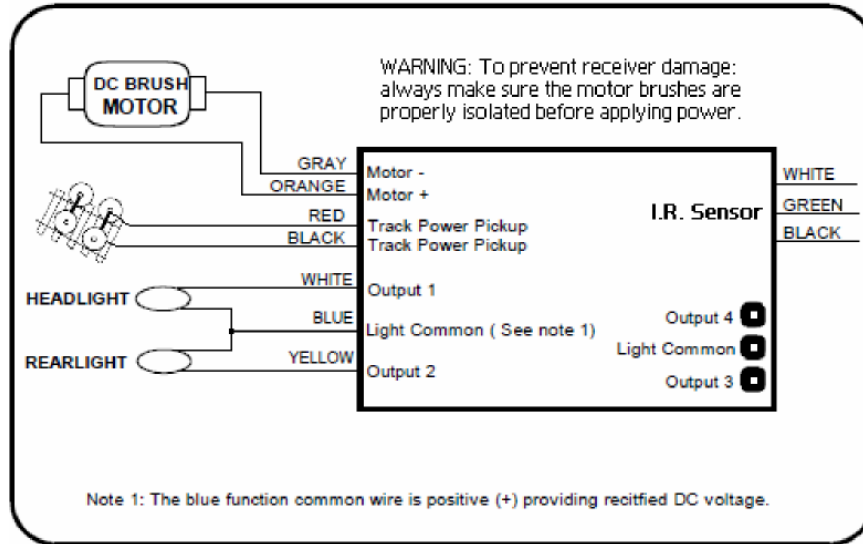 DC BRUSH
MOTOR
WARNING: To prevent receiver damage:
always make sure the motor brushes are
properly isolated before applying power.
GRAY
Motor -
ORANGE
Motor +
RED
Track Power Pickup
BLACK
Track Power Pickup
WHITE
Output 1
HEADLIGHT
BLUE
Light Common ( See note 1)
REARLIGHT
YELLOW
Output 2
I.R. Sensor
WHITE
GREEN
BLACK
Output 4
Light Common
Output 3
Note 1: The blue function common wire is positive (+) providing recitfied DC voltage.